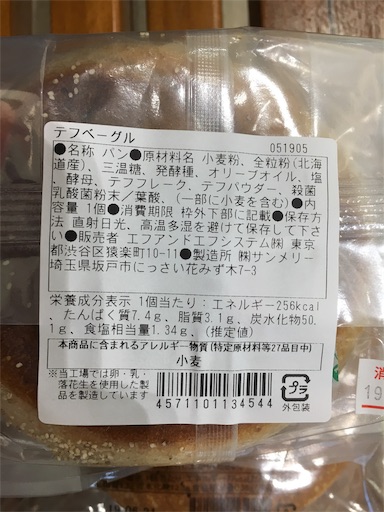 テフベーグル
051905
●名称 パン●原材料名 小麦粉、全粒粉(北海
道産)、三温糖、発酵種、オリーブオイル、塩
、酵母、テフフレーク、テフパウダー、殺菌
乳酸菌粉末／葉酸、(一部に小麦を含む)●内
容量 1個●消費期限 枠外下部に記載●保存方
法 直射日光、高温多湿を避けて保存して下さ
い●販売者 エフアンドエフシステム㈱ 東京
都渋谷区猿楽町10-11●製造所 ㈱サンメリー
埼玉県坂戸市にっさい花みず木7-3
栄養成分表示 1個当たり：エネルギー256kcal
、たんぱく質7.4g、脂質3.1g、炭水化物50.
1g、食塩相当量1.34g、(推定値)
本商品に含まれるアレルギー物質(特定原材料等27品目中)
小麦
※当工場では卵・乳・
落花生を使用した製
品を製造しています
4571101134544
プラ
外包装
消
19